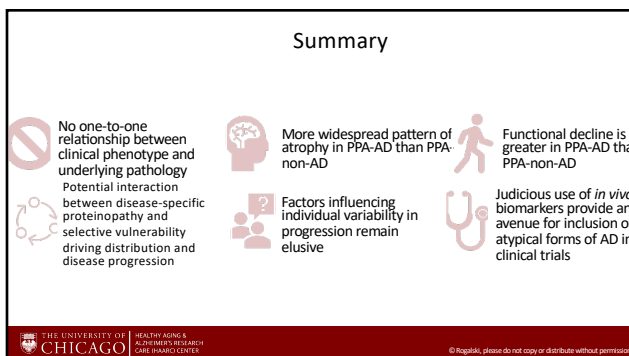 Summary
No one-to-one
relationship between
clinical phenotype and
underlying pathology
Potential interaction
between disease-specific
proteinopathy and
selective vulnerability
driving distribution and
disease progression
More widespread pattern of
atrophy in PPA-AD than PPA-
non-AD
Factors influencing
individual variability in
progression remain
elusive
Functional decline is
greater in PPA-AD tha
PPA-non-AD
Judicious use of in vivo
biomarkers provide an
avenue for inclusion o
atypical forms of AD in
clinical trials
THE UNIVERSITY OF
CHICAGO
HEALTHY AGING &
ALZHEIMER'S RESEARCH
CARE (HAARC) CENTER
© Rogalski, please do not copy or distribute without permission